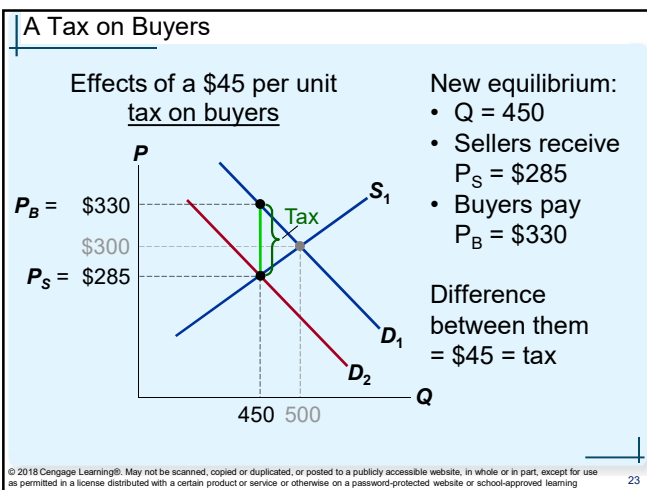 A Tax on Buyers
Effects of a $45 per unit
tax on buyers
P
S₁
P_B = $330
Tax
$300
P_S = $285
D₁
D₂
Q
450 500
New equilibrium:
• Q = 450
• Sellers receive
P_S = $285
• Buyers pay
P_B = $330
Difference
between them
= $45 = tax
© 2018 Cengage Learning®. May not be scanned, copied or duplicated, or posted to a publicly accessible website, in whole or in part, except for use
as permitted in a license distributed with a certain product or service or otherwise on a password-protected website or school-approved learning
23